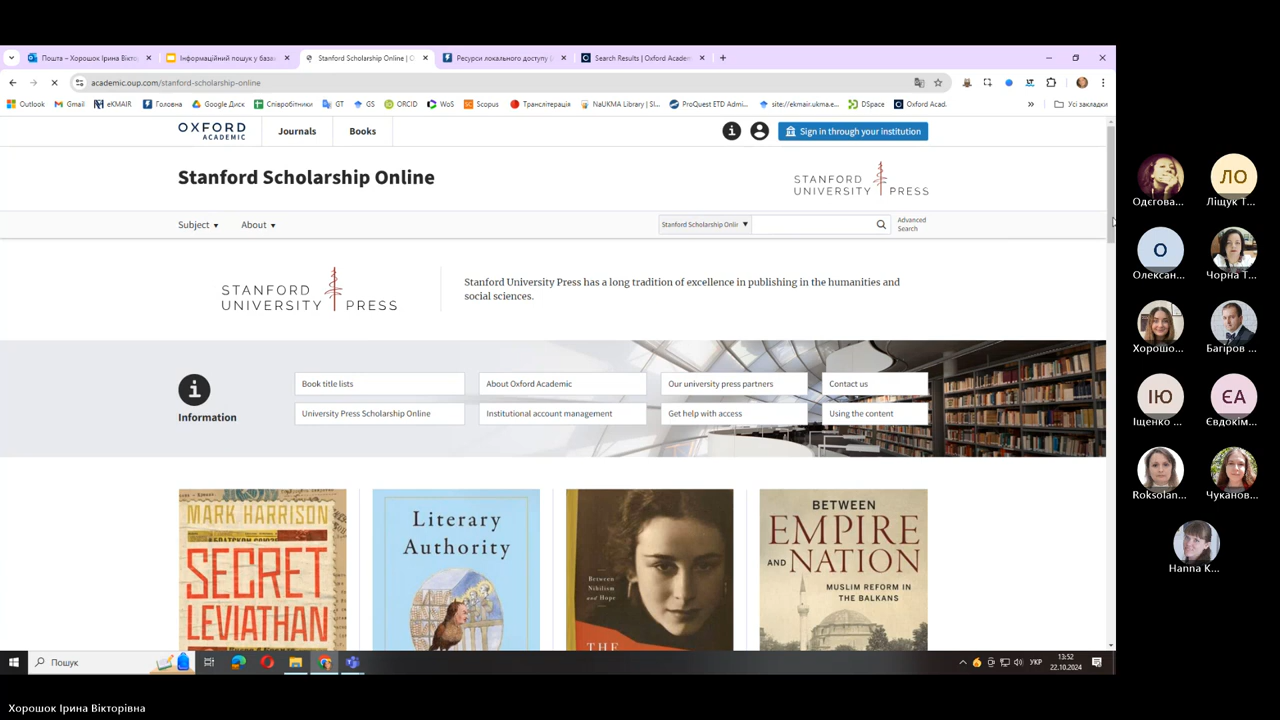 Пошта – Хорошок Ірина Вікто
Інформаційний пошук у база
Stanford Scholarship Online | O
Ресурси локального доступу (
Search Results | Oxford Academ
academic.oup.com/stanford-scholarship-online
Outlook
Gmail
eKMAIR
Головна
Google Диск
Співробітники
GT
GS
ORCID
WoS
Scopus
Транслітерація
NaUKMA Library | Sl...
ProQuest ETD Admi...
site://ekmair.ukma.e...
DSpace
Oxford Acad.
Усі закладки
OXFORD
ACADEMIC
Journals
Books
Sign in through your institution
Stanford Scholarship Online
STANFORD
UNIVERSITY PRESS
Subject
About
Stanford Scholarship Onli
Advanced
Search
STANFORD
UNIVERSITY PRESS
Stanford University Press has a long tradition of excellence in publishing in the humanities and
social sciences.
Information
Book title lists
About Oxford Academic
Our university press partners
Contact us
University Press Scholarship Online
Institutional account management
Get help with access
Using the content
MARK HARRISON
SECRET
LEVIATHAN
Literary
Authority
Between
Nihilism
and Hope
THE
BETWEEN
EMPIRE
AND NATION
MUSLIM REFORM IN
THE BALKANS
Одєгова...
ЛО
Ліщук Т...
О
Олексан...
Чорна Т...
Хорошо...
Багіров ...
ІЮ
Іщенко ...
ЄА
Євдокім...
Roksolan...
Чуканов...
Hanna K...
Пошук
УКР
13:52
22.10.2024
Хорошок Ірина Вікторівна